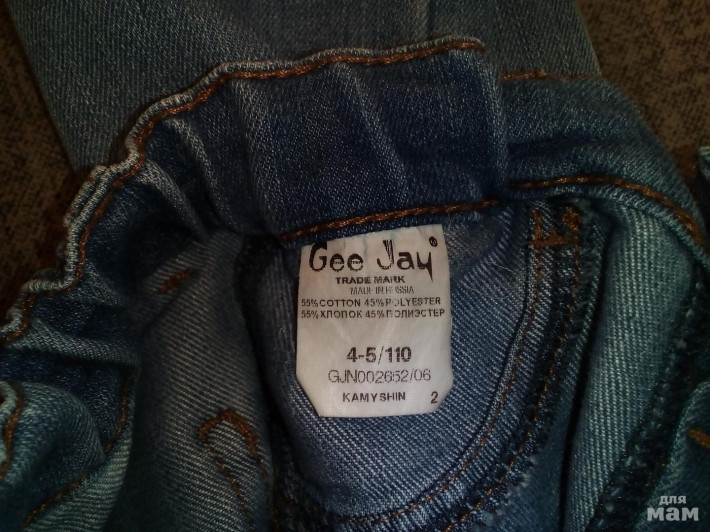 Gee Jay®
TRADE MARK
MADE IN RUSSIA
55% COTTON 45% POLYESTER
55% ХЛОПОК 45% ПОЛИЭСТЕР
4-5/110
GJN002652/06
KAMYSHIN 2
для
мам